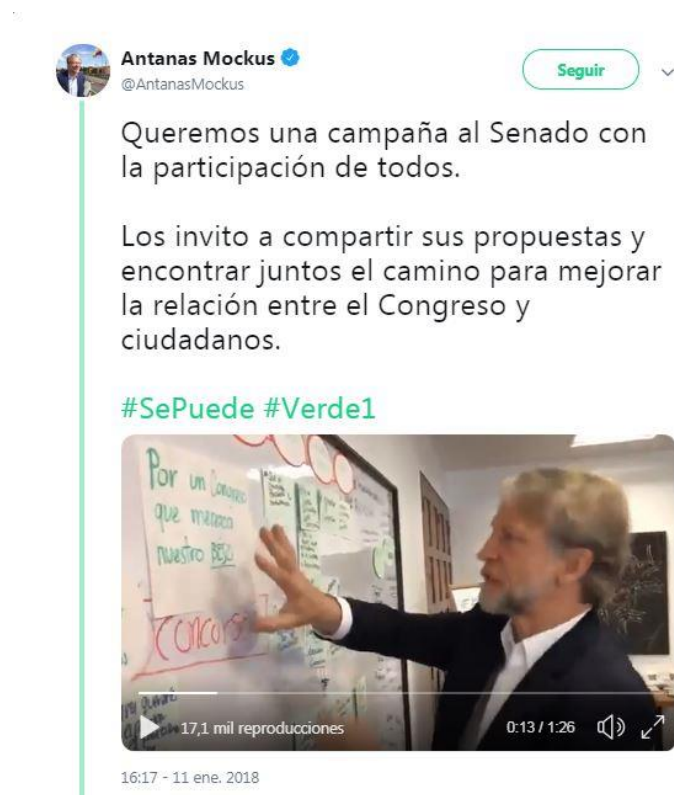 Antanas Mockus
@AntanasMockus
Seguir
Queremos una campaña al Senado con
la participación de todos.
Los invito a compartir sus propuestas y
encontrar juntos el camino para mejorar
la relación entre el Congreso y
ciudadanos.
#SePuede #Verde1
Por un Congreso
que merezca
nuestro BESO
CONCURSO
17,1 mil reproducciones
0:13 / 1:26
16:17 - 11 ene. 2018